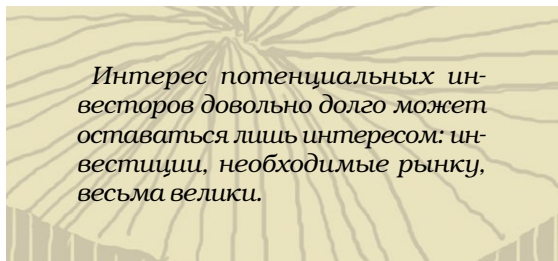 Интерес потенциальных ин-
весторов довольно долго может
оставаться лишь интересом: ин-
вестиции, необходимые рынку,
весьма велики.